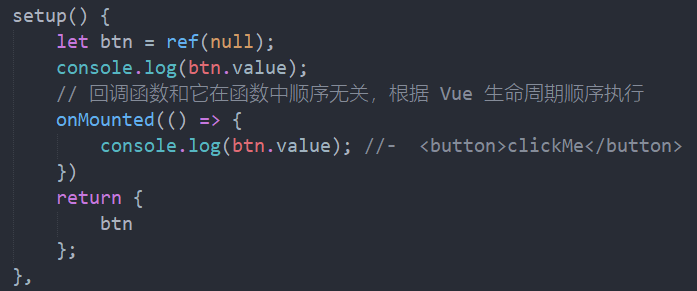 setup() {
let btn = ref(null);
console.log(btn.value);
// 回调函数和它在函数中顺序无关，根据 Vue 生命周期顺序执行
onMounted(() => {
console.log(btn.value); //- <button>clickMe</button>
})
return {
btn
};
},